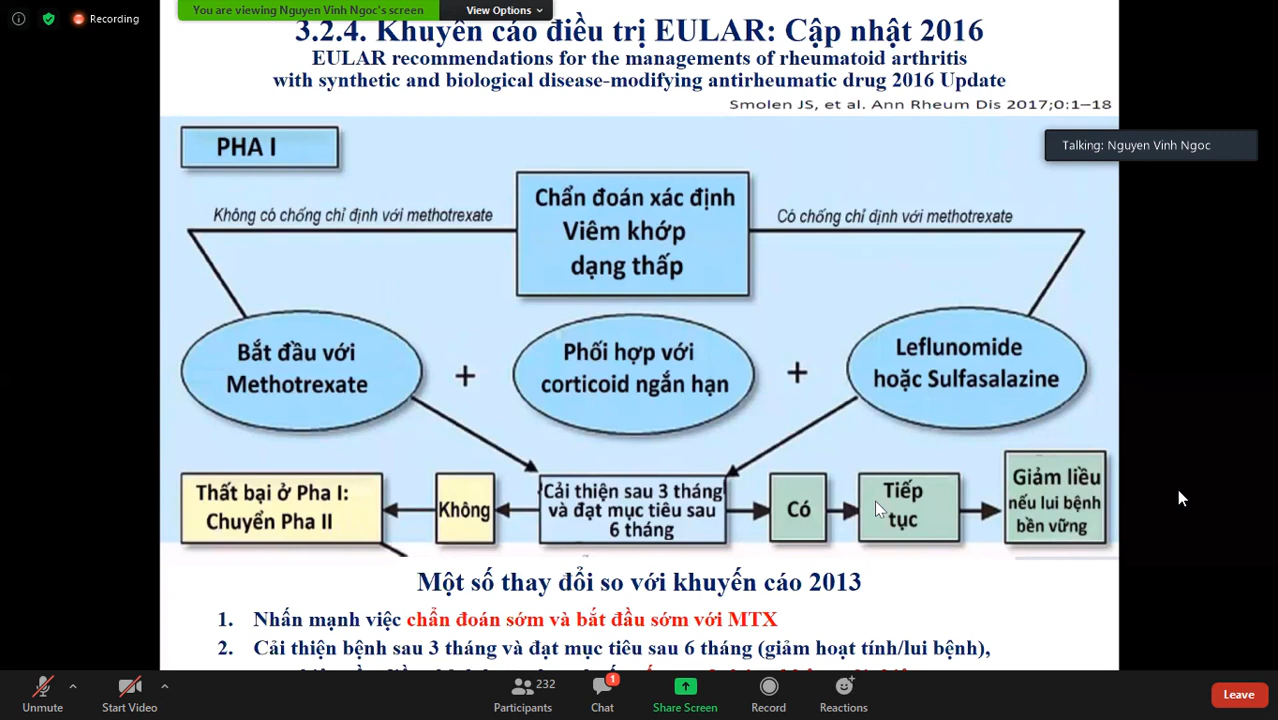 You are viewing Nguyen Vinh Ngoc's screen
View Options
Recording
3.2.4. Khuyến cáo điều trị EULAR: Cập nhật 2016
EULAR recommendations for the managements of rheumatoid arthritis
with synthetic and biological disease-modifying antirheumatic drug 2016 Update
Smolen JS, et al. Ann Rheum Dis 2017;0:1–18
PHA I
Talking: Nguyen Vinh Ngoc
Chẩn đoán xác định
Viêm khớp
dạng thấp
Không có chống chỉ định với methotrexate
Có chống chỉ định với methotrexate
Bắt đầu với
Methotrexate
+
Phối hợp với
corticoid ngắn hạn
+
Leflunomide
hoặc Sulfasalazine
Thất bại ở Pha I:
Chuyển Pha II
Không
Cải thiện sau 3 tháng
và đạt mục tiêu sau
6 tháng
Có
Tiếp
tục
Giảm liều
nếu lui bệnh
bền vững
Một số thay đổi so với khuyến cáo 2013
1. Nhấn mạnh việc chẩn đoán sớm và bắt đầu sớm với MTX
2. Cải thiện bệnh sau 3 tháng và đạt mục tiêu sau 6 tháng (giảm hoạt tính/lui bệnh),
Unmute
Start Video
232
Participants
1
Chat
Share Screen
Record
Reactions
Leave